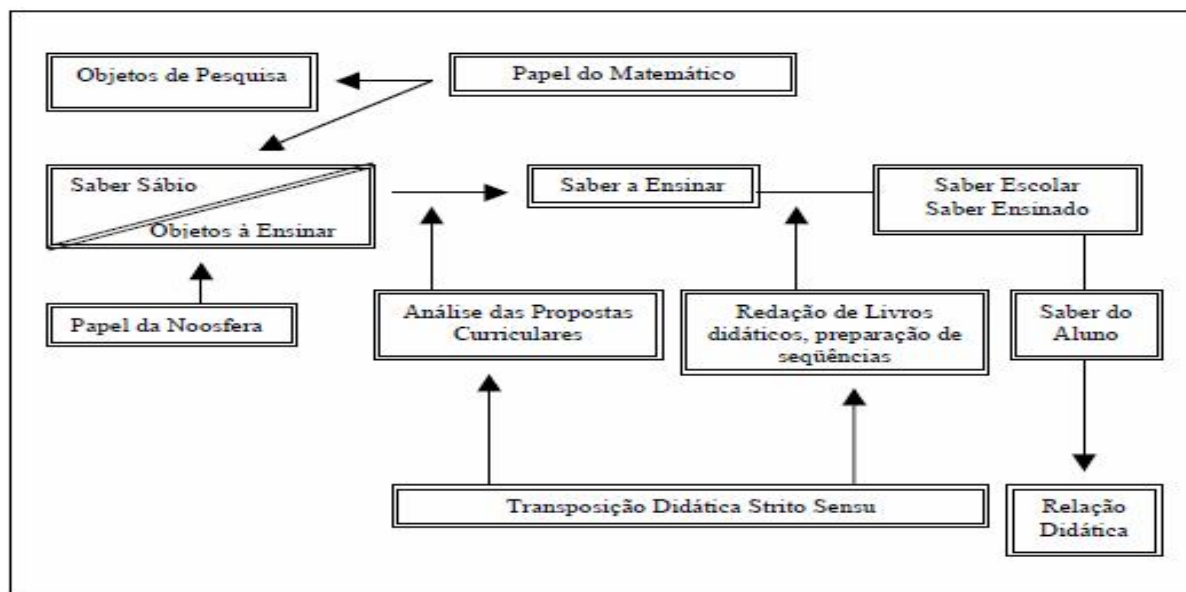 Objetos de Pesquisa
Papel do Matemático
Saber Sábio
Objetos à Ensinar
Saber a Ensinar
Saber Escolar
Saber Ensinado
Papel da Noosfera
Análise das Propostas
Curriculares
Redação de Livros
didáticos, preparação de
seqüências
Saber do
Aluno
Transposição Didática Strito Sensu
Relação
Didática